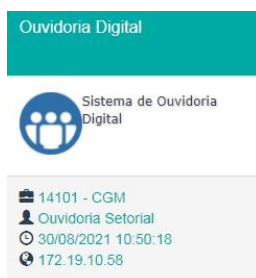 Ouvidoria Digital
Sistema de Ouvidoria
Digital
14101 - CGM
Ouvidoria Setorial
30/08/2021 10:50:18
172.19.10.58